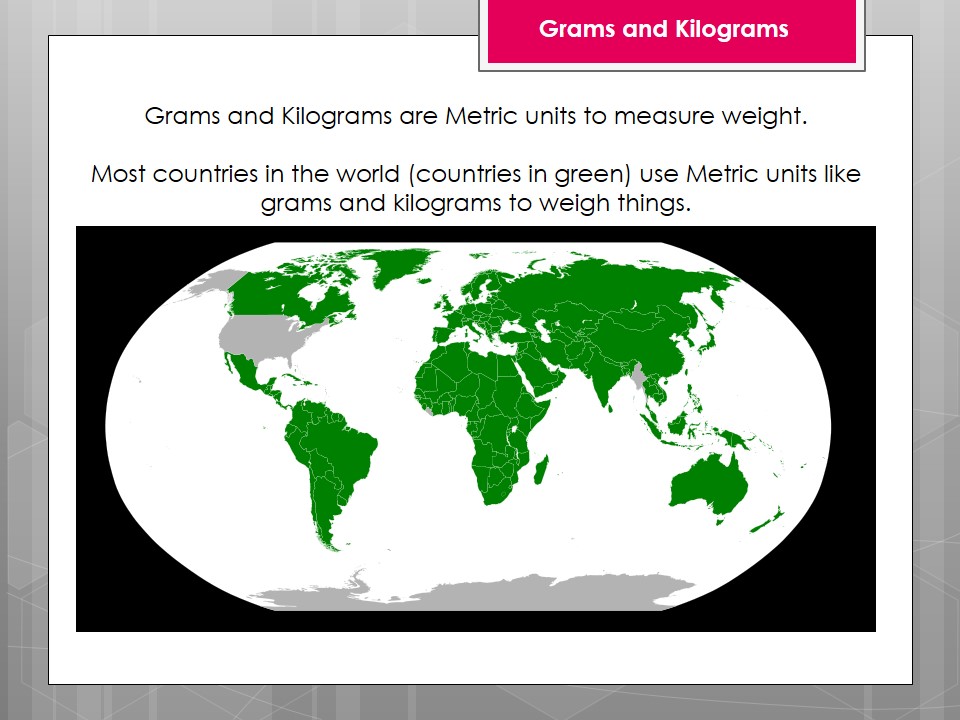 Grams and Kilograms
Grams and Kilograms are Metric units to measure weight.
Most countries in the world (countries in green) use Metric units like
grams and kilograms to weigh things.